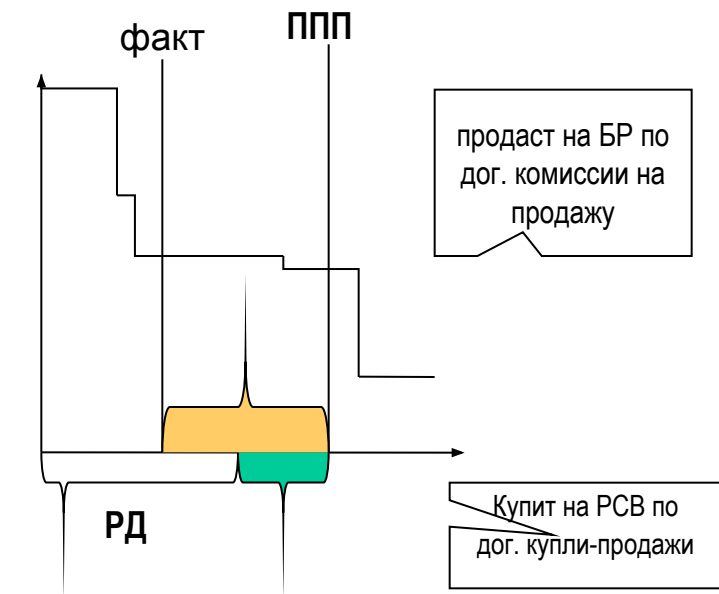 факт
ППП
продаст на БР по
дог. комиссии на
продажу
РД
Купит на РСВ по
дог. купли-продажи